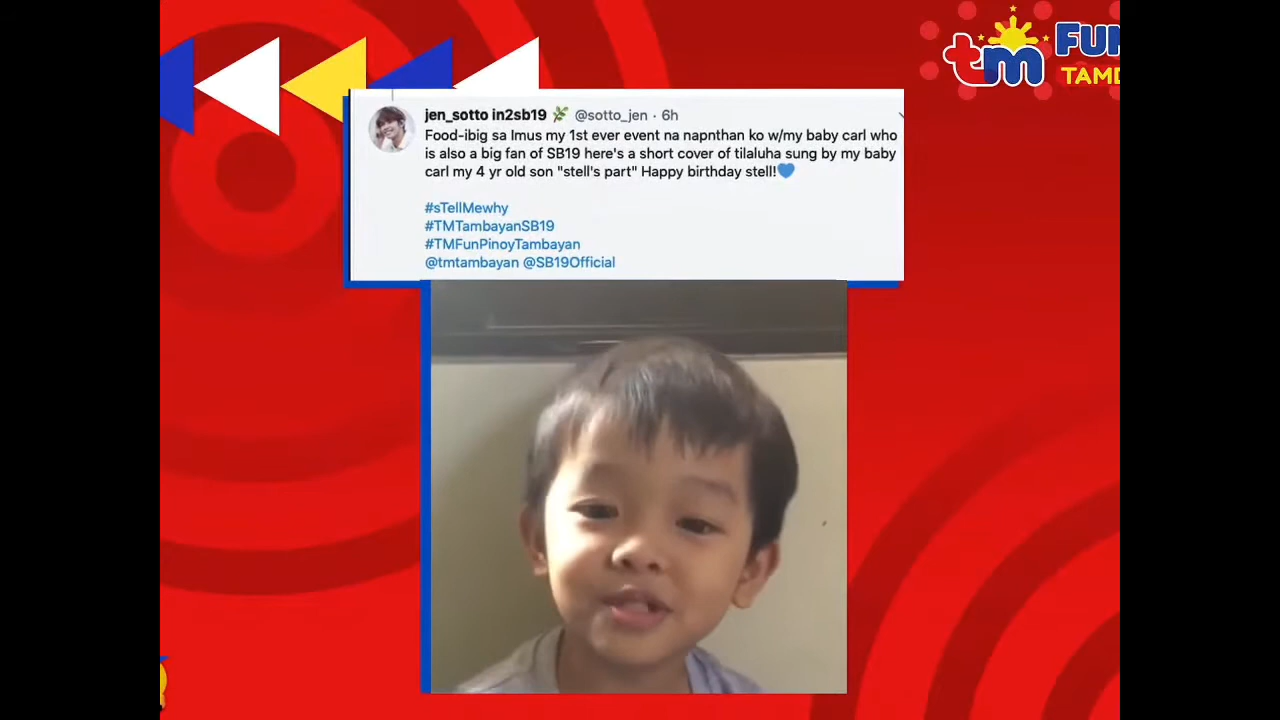 tm FUN
TAMB
jen_sotto in2sb19 🌿 @sotto_jen · 6h
Food-ibig sa Imus my 1st ever event na napnthan ko w/my baby carl who
is also a big fan of SB19 here's a short cover of tilaluha sung by my baby
carl my 4 yr old son "stell's part" Happy birthday stell!💙
#sTellMewhy
#TMTambayanSB19
#TMFunPinoyTambayan
@tmtambayan @SB19Official